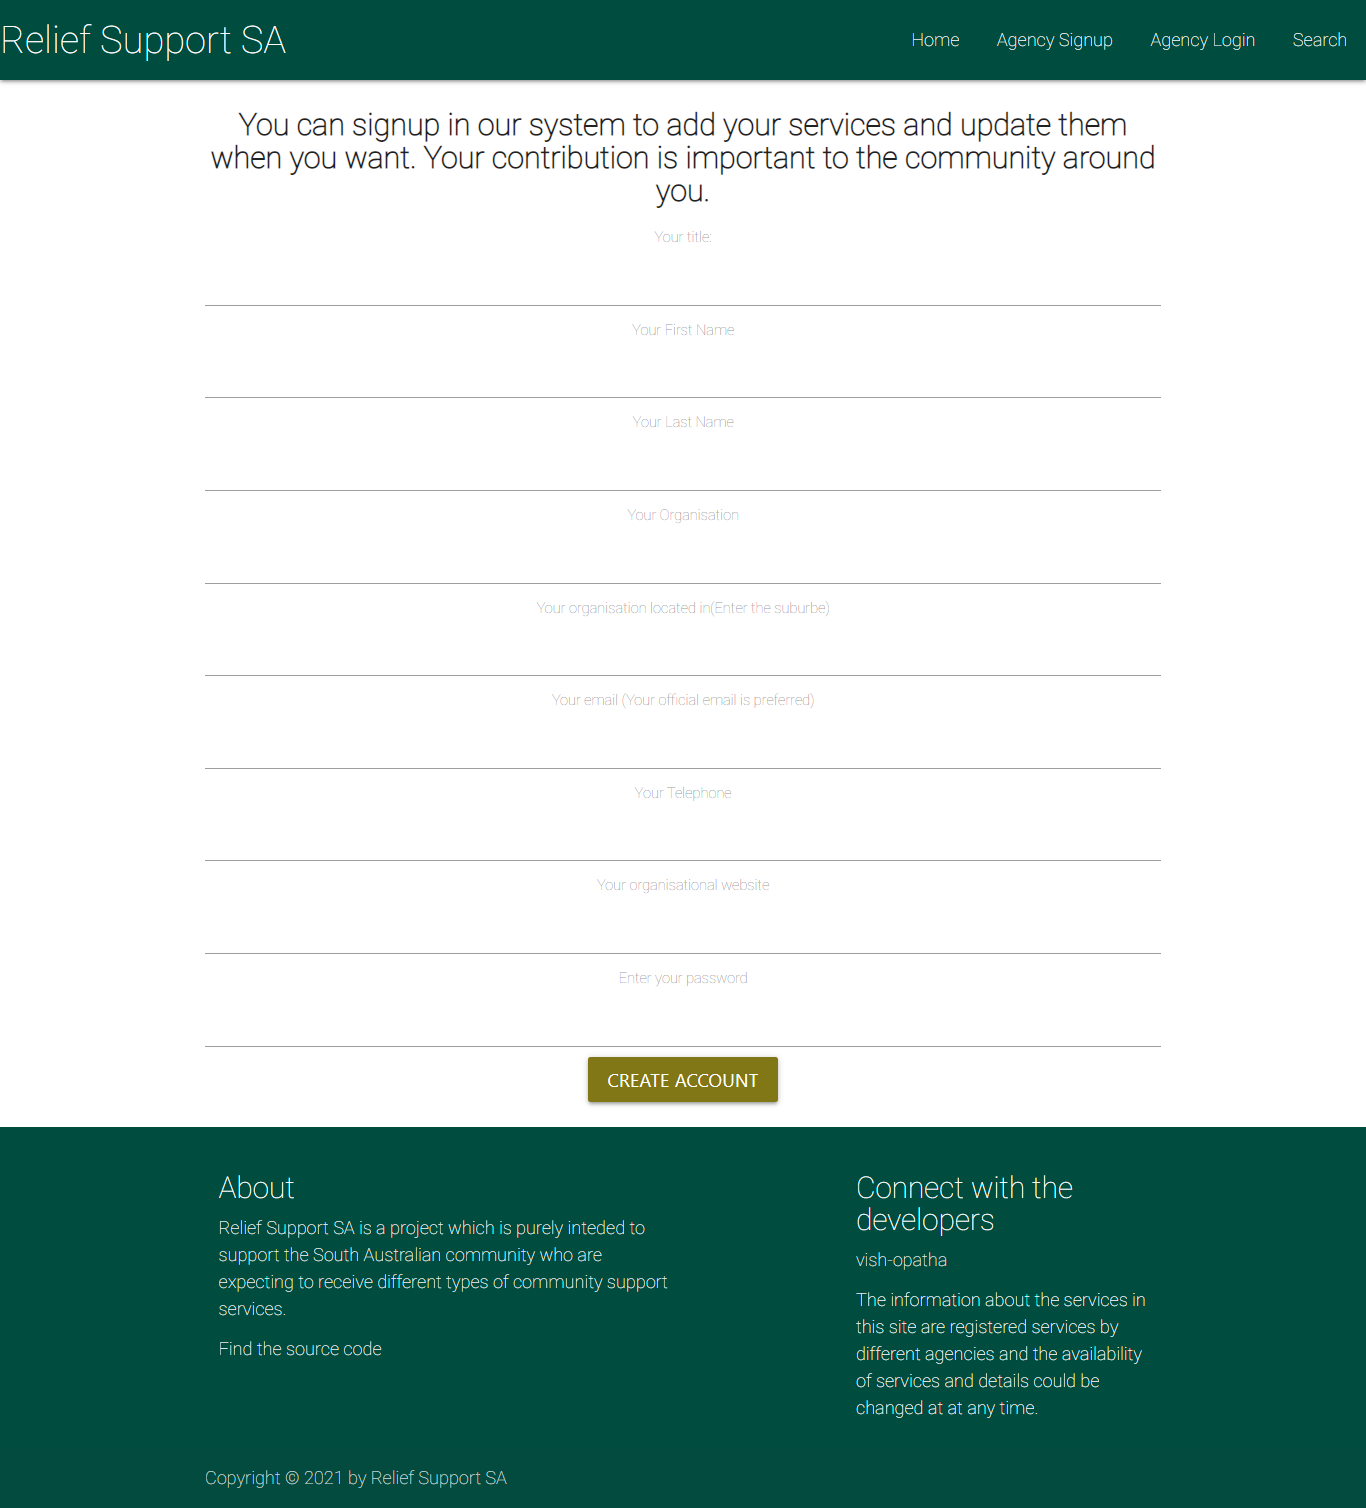 Relief Support SA
Home
Agency Signup
Agency Login
Search
You can signup in our system to add your services and update them
when you want. Your contribution is important to the community around
you.
Your title:
Your First Name
Your Last Name
Your Organisation
Your organisation located in(Enter the suburbe)
Your email (Your official email is preferred)
Your Telephone
Your organisational website
Enter your password
CREATE ACCOUNT
About
Relief Support SA is a project which is purely inteded to
support the South Australian community who are
expecting to receive different types of community support
services.
Find the source code
Connect with the
developers
vish-opatha
The information about the services in
this site are registered services by
different agencies and the availability
of services and details could be
changed at at any time.
Copyright © 2021 by Relief Support SA